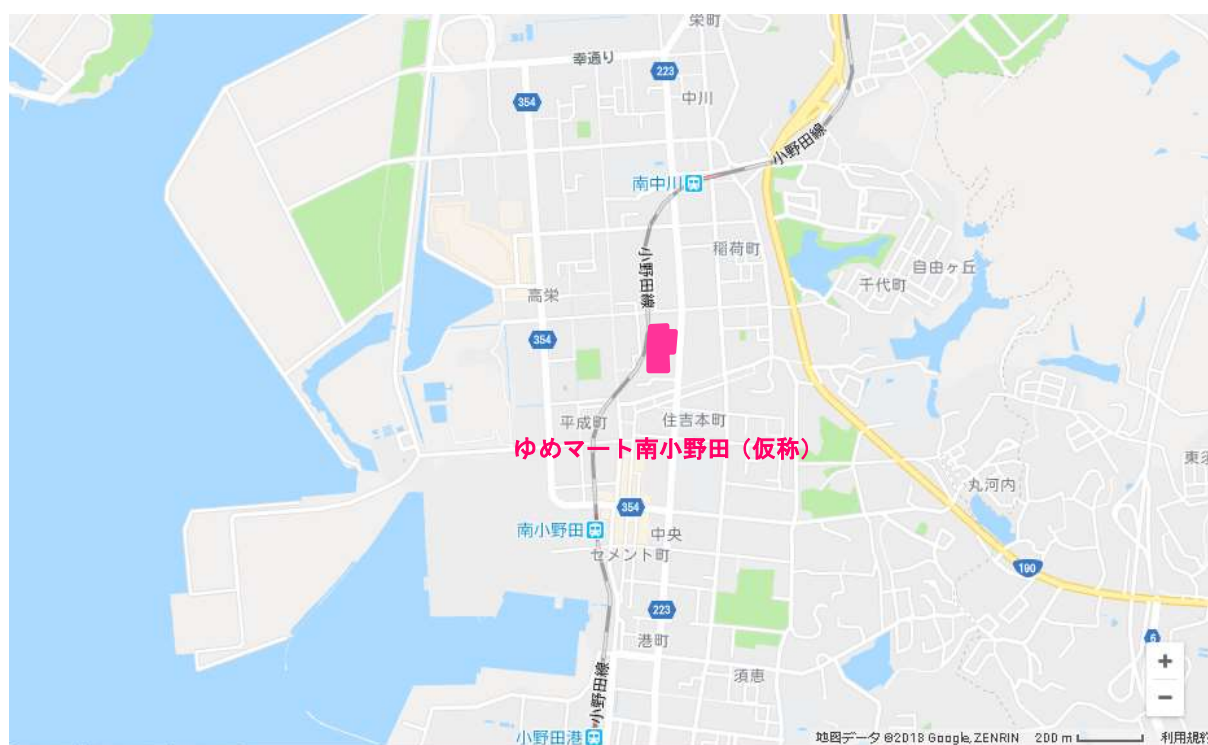 栄町
幸通り
223
354
中川
小野田線
南中川
稲荷町
小野田線
自由ヶ丘
千代町
高栄
354
平成町
住吉本町
ゆめマート南小野田（仮称）
東須
丸河内
354
南小野田
中央
セメント町
190
223
6
港町
須恵
小野田線
小野田港
+
−
地図データ ©2018 Google, ZENRIN 200 m 利用規約